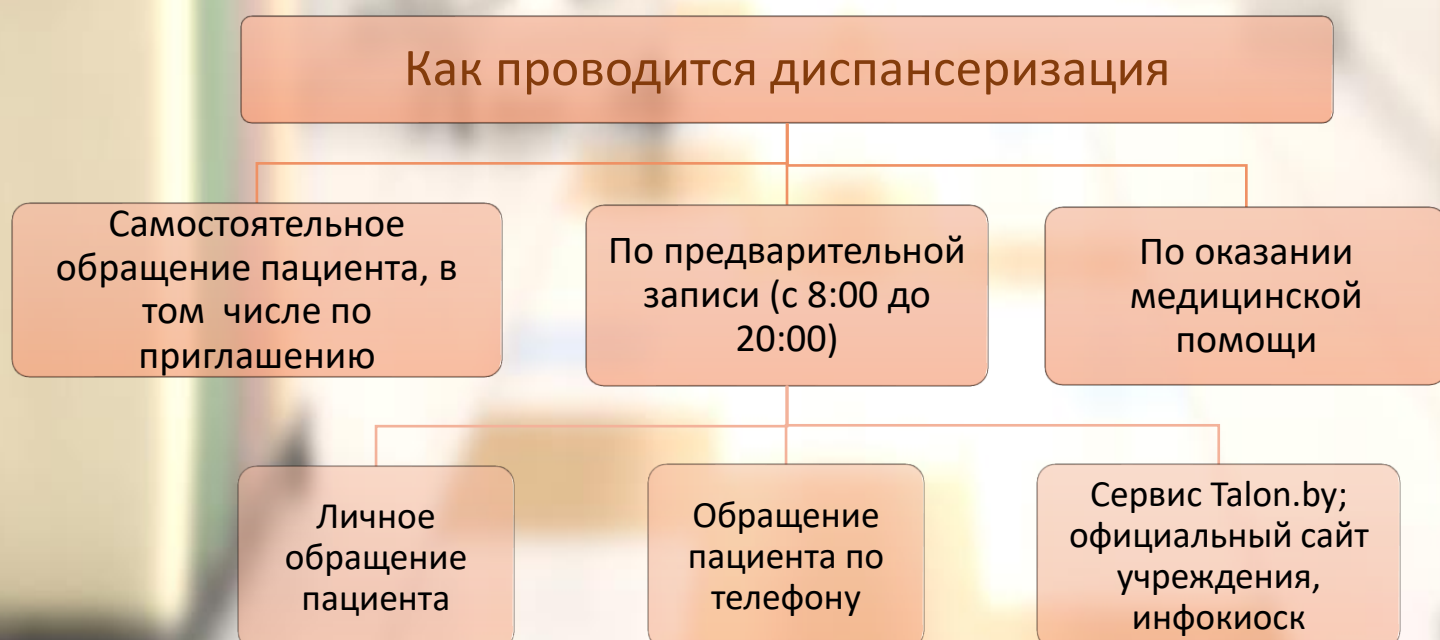 Как проводится диспансеризация
Самостоятельное
обращение пациента, в
том числе по
приглашению
По предварительной
записи (с 8:00 до
20:00)
По оказании
медицинской
помощи
Личное
обращение
пациента
Обращение
пациента по
телефону
Сервис Talon.by;
официальный сайт
учреждения,
инфокиоск